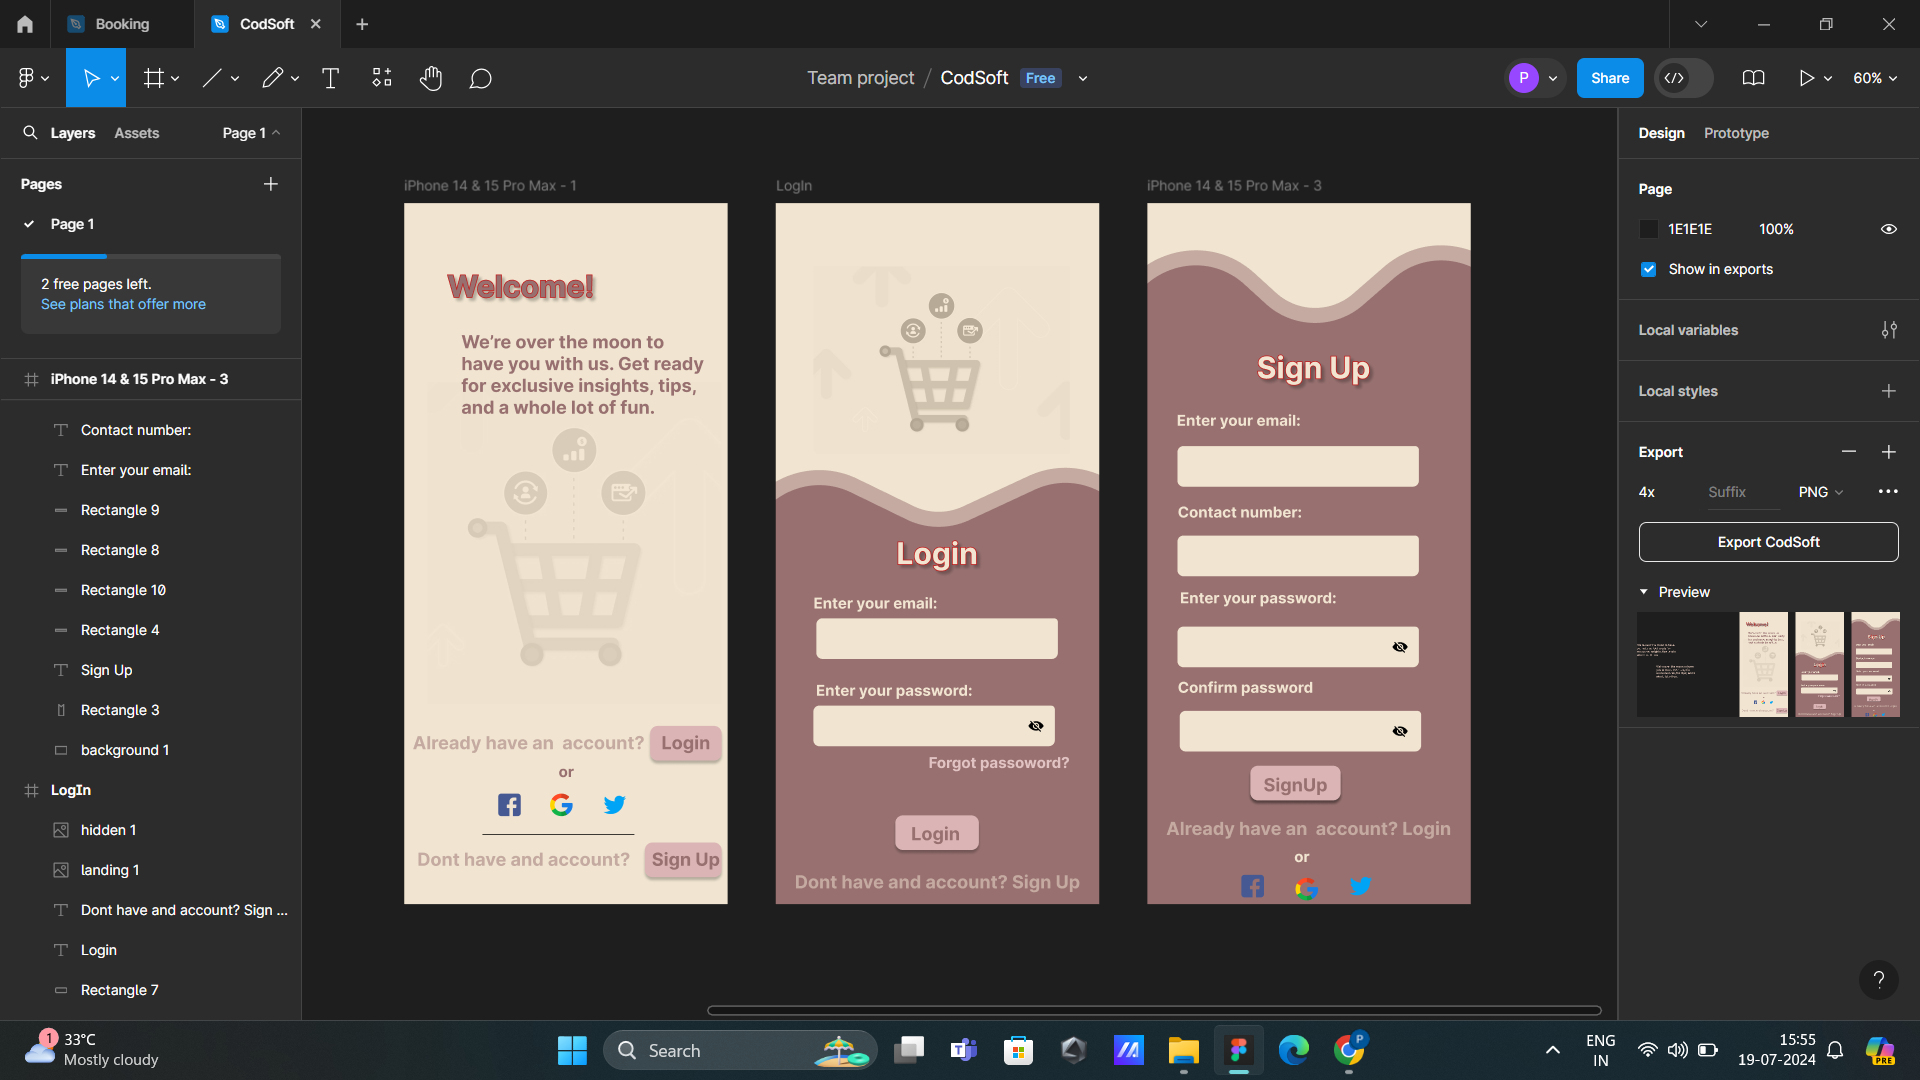 Booking
CodSoft
Team project / CodSoft Free
P
Share
60%
Layers Assets Page 1
Pages
Page 1
2 free pages left.
See plans that offer more
iPhone 14 & 15 Pro Max - 3
Contact number:
Enter your email:
Rectangle 9
Rectangle 8
Rectangle 10
Rectangle 4
Sign Up
Rectangle 3
background 1
LogIn
hidden 1
landing 1
Dont have and account? Sign ...
Login
Rectangle 7
iPhone 14 & 15 Pro Max - 1
Welcome!
We're over the moon to
have you with us. Get ready
for exclusive insights, tips,
and a whole lot of fun.
Already have an account? Login
or
Dont have and account? Sign Up
LogIn
Login
Enter your email:
Enter your password:
Forgot passoword?
Login
Dont have and account? Sign Up
iPhone 14 & 15 Pro Max - 3
Sign Up
Enter your email:
Contact number:
Enter your password:
Confirm password
SignUp
Already have an account? Login
or
Design Prototype
Page
1E1E1E 100%
Show in exports
Local variables
Local styles
Export
4x Suffix PNG
Export CodSoft
Preview
Welcome!
Sign Up
?
1
33°C
Mostly cloudy
Search
P
ENG
IN
15:55
19-07-2024
PRE